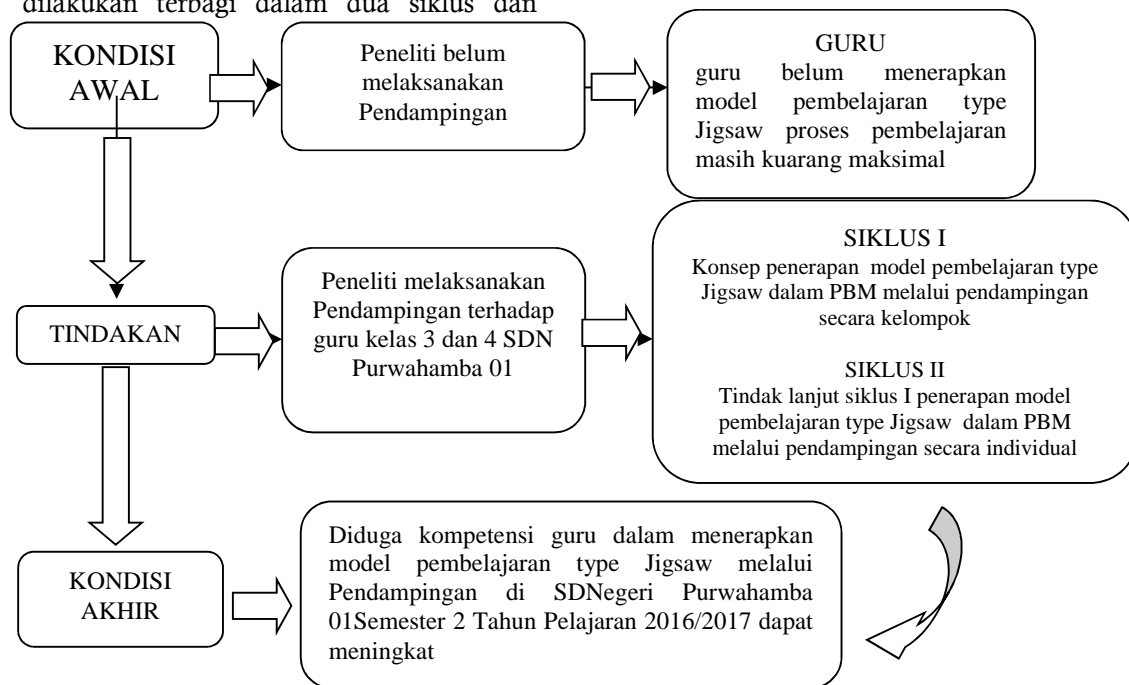 dilakukan terbagi dalam dua siklus dan
KONDISI
AWAL
Peneliti belum
melaksanakan
Pendampingan
GURU
guru belum menerapkan
model pembelajaran type
Jigsaw proses pembelajaran
masih kuarang maksimal
TINDAKAN
Peneliti melaksanakan
Pendampingan terhadap
guru kelas 3 dan 4 SDN
Purwahamba 01
SIKLUS I
Konsep penerapan model pembelajaran type
Jigsaw dalam PBM melalui pendampingan
secara kelompok
SIKLUS II
Tindak lanjut siklus I penerapan model
pembelajaran type Jigsaw dalam PBM
melalui pendampingan secara individual
KONDISI
AKHIR
Diduga kompetensi guru dalam menerapkan
model pembelajaran type Jigsaw melalui
Pendampingan di SDNegeri Purwahamba
01Semester 2 Tahun Pelajaran 2016/2017 dapat
meningkat